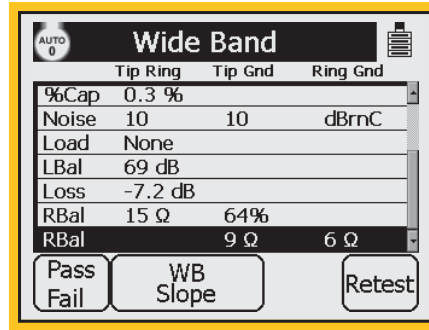 AUTO 0 Wide Band
Tip Ring Tip Gnd Ring Gnd
%Cap 0.3 %
Noise 10 10 dBrnC
Load None
LBal 69 dB
Loss -7.2 dB
RBal 15 Ω 64%
RBal 9 Ω 6 Ω
Pass Fail WB Slope Retest